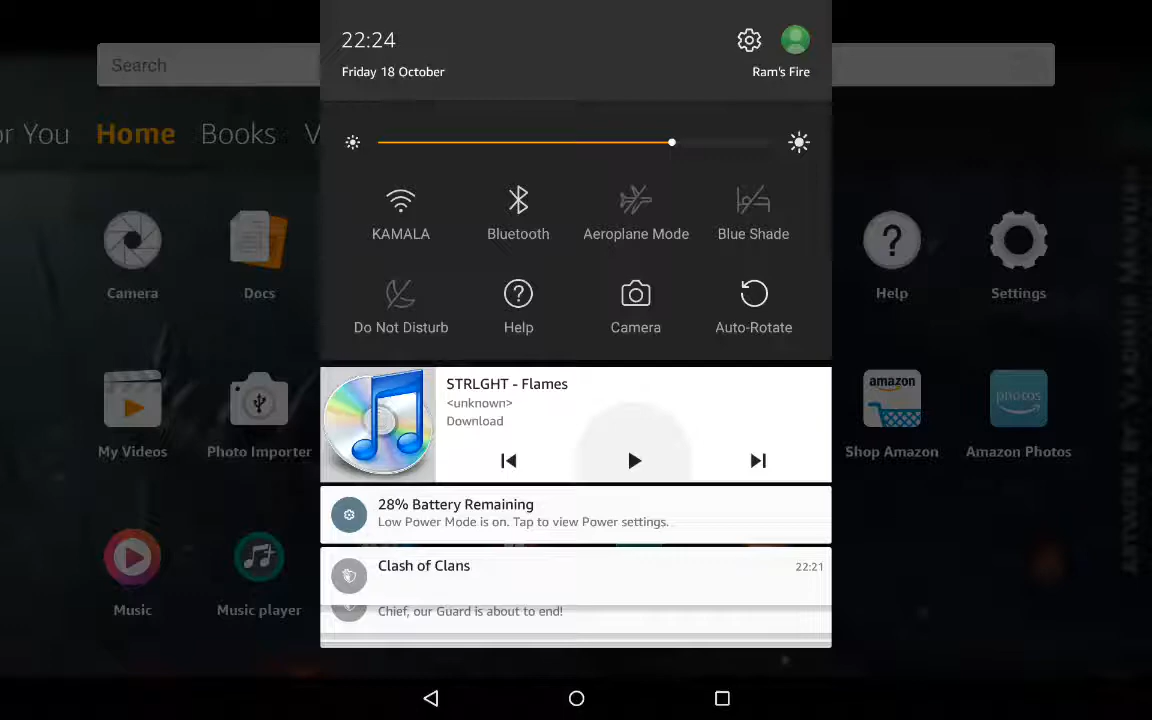 22:24
Friday 18 October
Ram's Fire
Search
or You Home Books V
KAMALA
Bluetooth
Aeroplane Mode
Blue Shade
Do Not Disturb
Help
Camera
Auto-Rotate
Camera
Docs
Help
Settings
STRLGHT - Flames
<unknown>
Download
amazon
photos
My Videos
Photo Importer
Shop Amazon
Amazon Photos
28% Battery Remaining
Low Power Mode is on. Tap to view Power settings.
Clash of Clans
22:21
Chief, our Guard is about to end!
Music
Music player